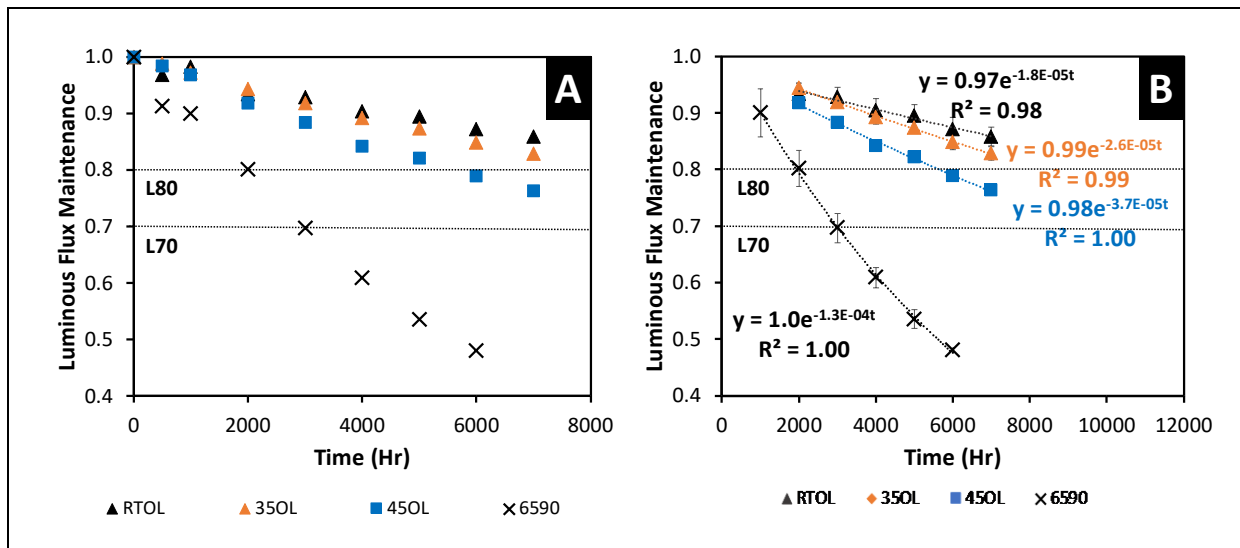 A
Luminous Flux Maintenance
1.0
0.9
0.8
0.7
0.6
0.5
0.4
L80
L70
0
2000
4000
6000
8000
Time (Hr)
RTOL
35OL
45OL
6590
B
Luminous Flux Maintenance
1.0
0.9
0.8
0.7
0.6
0.5
0.4
y = 0.97e^-1.8E-05t
R² = 0.98
y = 0.99e^-2.6E-05t
R² = 0.99
y = 0.98e^-3.7E-05t
R² = 1.00
L80
L70
y = 1.0e^-1.3E-04t
R² = 1.00
0
2000
4000
6000
8000
10000
12000
Time (Hr)
RTOL
35OL
45OL
6590